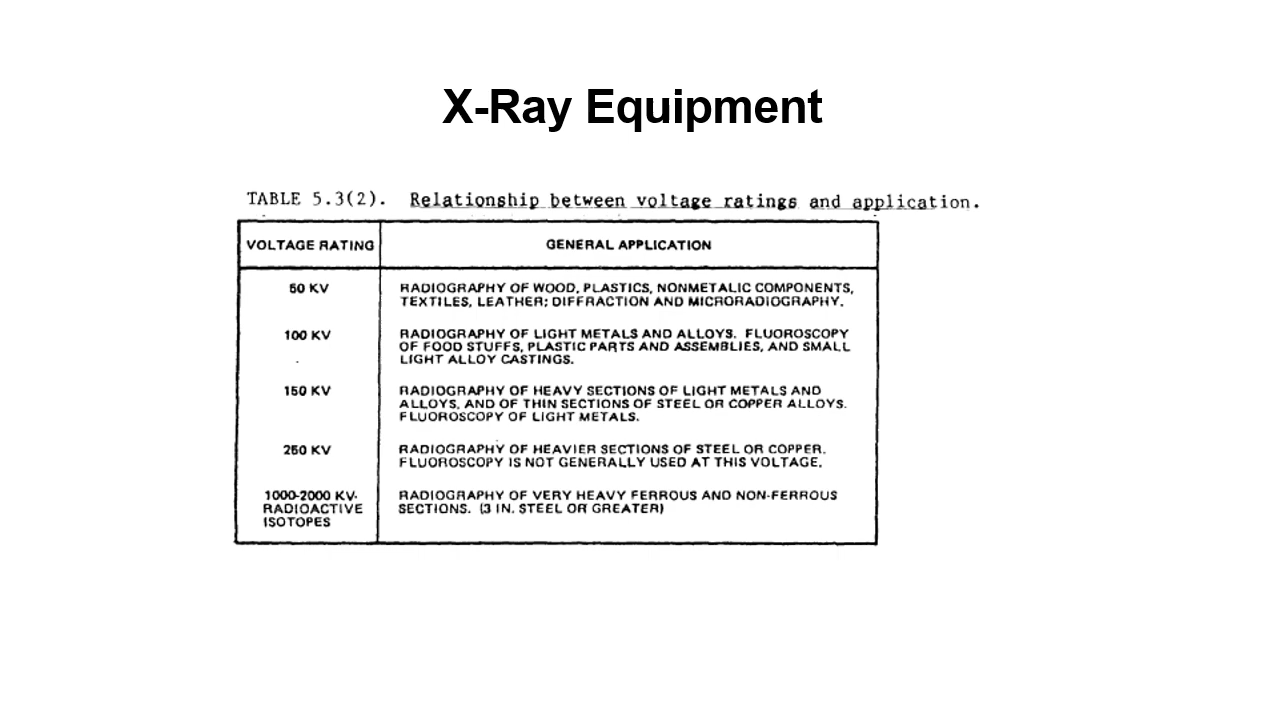 X-Ray Equipment
TABLE 5.3(2). Relationship between voltage ratings and application.
VOLTAGE RATING GENERAL APPLICATION
50 KV RADIOGRAPHY OF WOOD, PLASTICS, NONMETALIC COMPONENTS,
TEXTILES, LEATHER; DIFFRACTION AND MICRORADIOGRAPHY.
100 KV RADIOGRAPHY OF LIGHT METALS AND ALLOYS. FLUOROSCOPY
OF FOOD STUFFS, PLASTIC PARTS AND ASSEMBLIES, AND SMALL
LIGHT ALLOY CASTINGS.
150 KV RADIOGRAPHY OF HEAVY SECTIONS OF LIGHT METALS AND
ALLOYS, AND OF THIN SECTIONS OF STEEL OR COPPER ALLOYS.
FLUOROSCOPY OF LIGHT METALS.
250 KV RADIOGRAPHY OF HEAVIER SECTIONS OF STEEL OR COPPER.
FLUOROSCOPY IS NOT GENERALLY USED AT THIS VOLTAGE.
1000-2000 KV- RADIOGRAPHY OF VERY HEAVY FERROUS AND NON-FERROUS
RADIOACTIVE SECTIONS. (3 IN. STEEL OR GREATER)
ISOTOPES